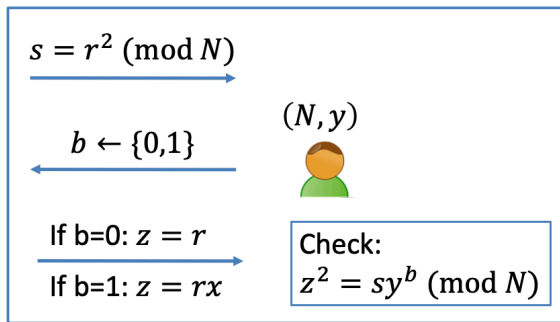 s = r² (mod N)
(N, y)
b ← {0,1}
If b=0: z = r
If b=1: z = rx
Check:
z² = sy^b (mod N)